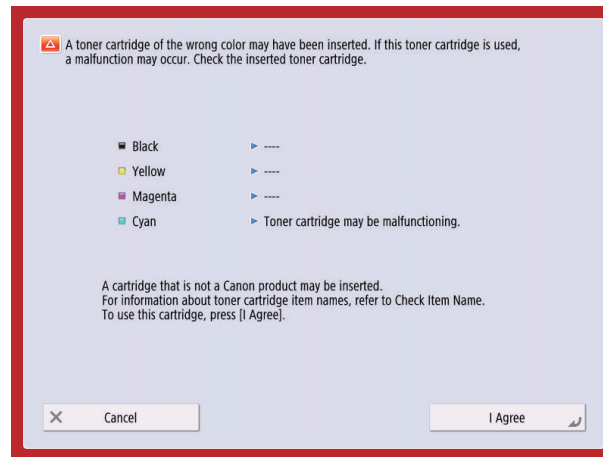 A toner cartridge of the wrong color may have been inserted. If this toner cartridge is used,
a malfunction may occur. Check the inserted toner cartridge.
Black ----
Yellow ----
Magenta ----
Cyan Toner cartridge may be malfunctioning.
A cartridge that is not a Canon product may be inserted.
For information about toner cartridge item names, refer to Check Item Name.
To use this cartridge, press [I Agree].
Cancel I Agree